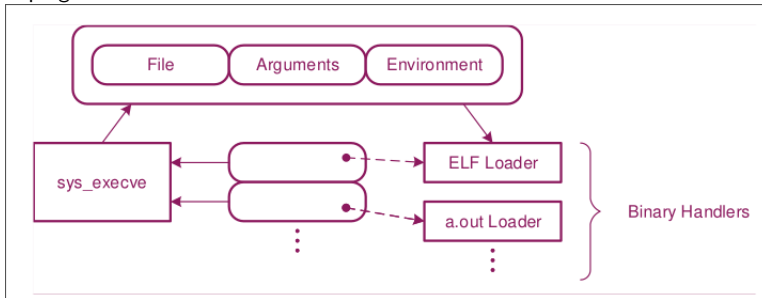 File Arguments Environment
sys_execve
ELF Loader
a.out Loader
Binary Handlers